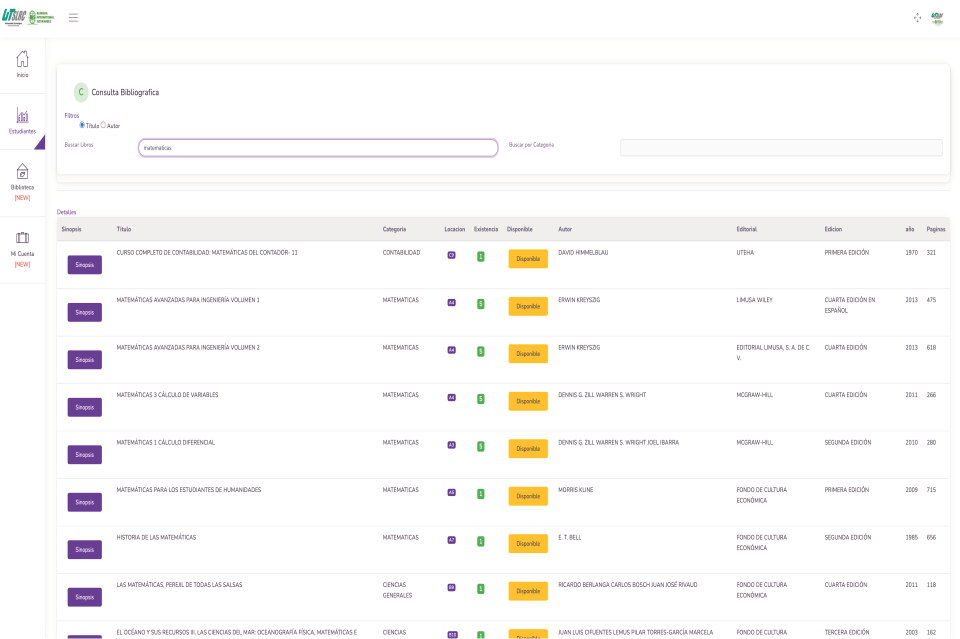 UTSLRC
Inicio
Estudiantes
Biblioteca
[NEW]
Mi Cuenta
[NEW]
C Consulta Bibliografica
Filtros
Título Autor
Buscar Libros matematicas Buscar por Categoria
Detalles
Sinopsis Titulo Categoria Locacion Existencia Disponible Autor Editorial Edicion año Paginas
Sinopsis CURSO COMPLETO DE CONTABILIDAD: MATEMÁTICAS DEL CONTADOR- 11 CONTABILIDAD C9 1 Disponible DAVID HIMMELBLAU UTEHA PRIMERA EDICIÓN 1970 321
Sinopsis MATEMÁTICAS AVANZADAS PARA INGENIERÍA VOLUMEN 1 MATEMATICAS A4 5 Disponible ERWIN KREYSZIG LIMUSA WILEY CUARTA EDICIÓN EN 2013 475
ESPAÑOL
Sinopsis MATEMÁTICAS AVANZADAS PARA INGENIERÍA VOLUMEN 2 MATEMATICAS A4 5 Disponible ERWIN KREYSZIG EDITORIAL LIMUSA, S. A. DE C. CUARTA EDICIÓN 2013 618
V.
Sinopsis MATEMÁTICAS 3 CÁLCULO DE VARIABLES MATEMATICAS A4 5 Disponible DENNIS G. ZILL WARREN S. WRIGHT MCGRAW-HILL CUARTA EDICIÓN 2011 266
Sinopsis MATEMÁTICAS 1 CÁLCULO DIFERENCIAL MATEMATICAS A3 5 Disponible DENNIS G. ZILL WARREN S. WRIGHT JOEL IBARRA MCGRAW-HILL SEGUNDA EDICIÓN 2010 280
Sinopsis MATEMÁTICAS PARA LOS ESTUDIANTES DE HUMANIDADES MATEMATICAS A6 1 Disponible MORRIS KLINE FONDO DE CULTURA PRIMERA EDICIÓN 2009 715
ECONÓMICA
Sinopsis HISTORIA DE LAS MATEMÁTICAS MATEMATICAS A7 1 Disponible E. T. BELL FONDO DE CULTURA SEGUNDA EDICIÓN 1985 656
ECONÓMICA
Sinopsis LAS MATEMÁTICAS, PEREJIL DE TODAS LAS SALSAS CIENCIAS B8 1 Disponible RICARDO BERLANGA CARLOS BOSCH JUAN JOSÉ RIVAUD FONDO DE CULTURA CUARTA EDICIÓN 2011 118
GENERALES ECONÓMICA
EL OCÉANO Y SUS RECURSOS III. LAS CIENCIAS DEL MAR: OCEANOGRAFÍA FÍSICA, MATEMÁTICAS E CIENCIAS B10 1 Disponible JUAN LUIS CIFUENTES LEMUS PILAR TORRES-GARCÍA MARCELA FONDO DE CULTURA TERCERA EDICIÓN 2003 162